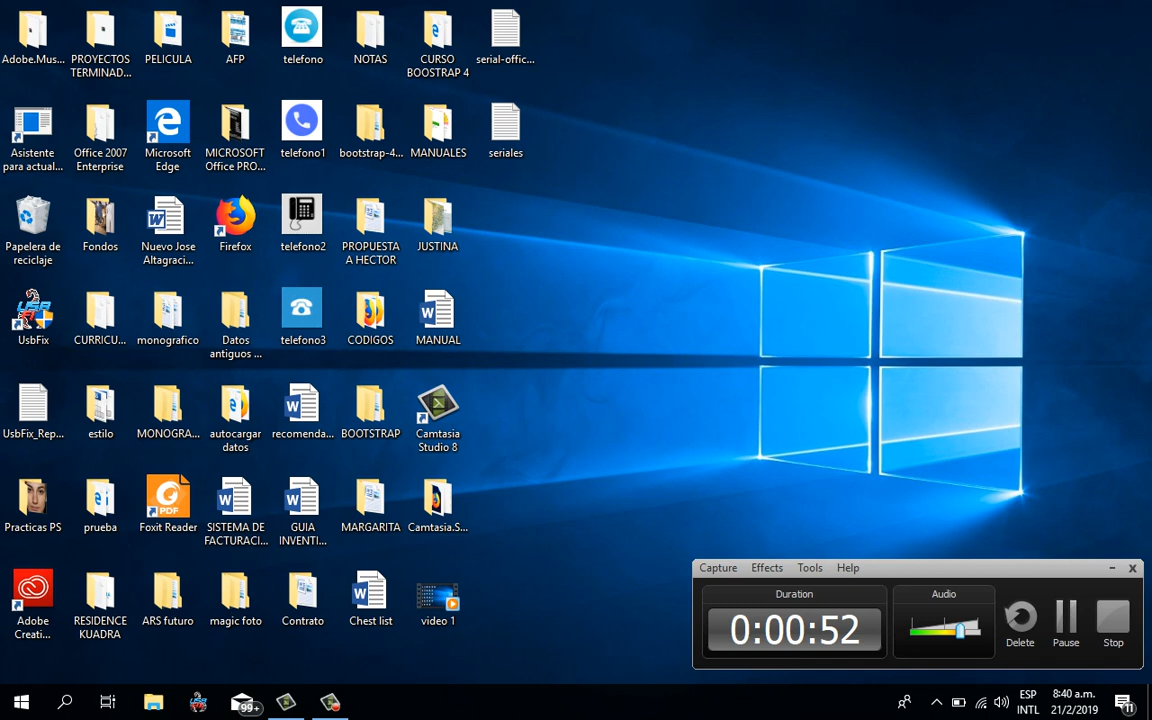 Adobe.Mus...
PROYECTOS
TERMINAD...
PELICULA
AFP
telefono
NOTAS
CURSO
BOOSTRAP 4
serial-offic...
Asistente
para actual...
Office 2007
Enterprise
Microsoft
Edge
MICROSOFT
Office PRO...
telefono1
bootstrap-4...
MANUALES
seriales
Papelera de
reciclaje
Fondos
Nuevo Jose
Altagraci...
Firefox
telefono2
PROPUESTA
A HECTOR
JUSTINA
UsbFix
CURRICU...
monografico
Datos
antiguos ...
telefono3
CODIGOS
MANUAL
UsbFix_Rep...
estilo
MONOGRA...
autocargar
datos
recomenda...
BOOTSTRAP
Camtasia
Studio 8
Practicas PS
prueba
PDF
Foxit Reader
SISTEMA DE
FACTURACI...
GUIA
INVENTI...
MARGARITA
Camtasia.S...
Adobe
Creati...
RESIDENCE
KUADRA
ARS futuro
magic foto
Contrato
Chest list
video 1
Capture Effects Tools Help
Duration
0:00:52
Audio
Delete
Pause
Stop
99+
ESP
INTL
8:40 a.m.
21/2/2019
11